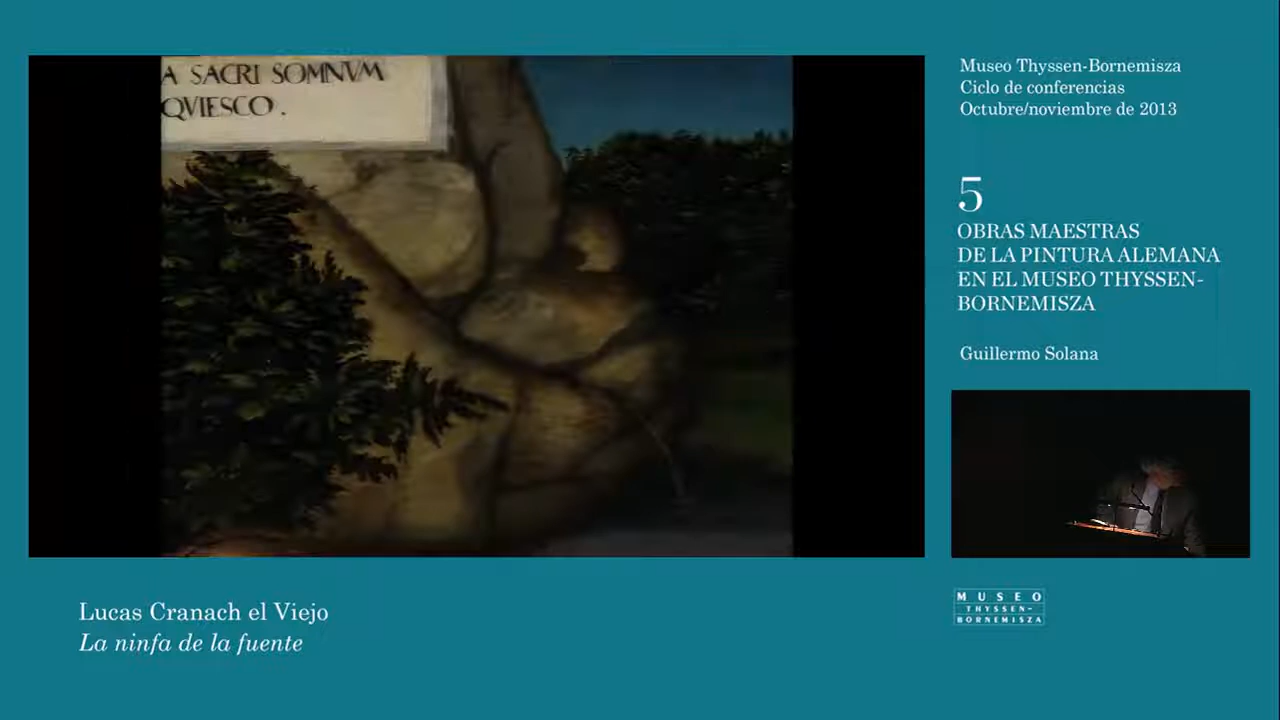 A SACRI SOMNVM
QVIESCO.
Museo Thyssen-Bornemisza
Ciclo de conferencias
Octubre/noviembre de 2013
5
OBRAS MAESTRAS
DE LA PINTURA ALEMANA
EN EL MUSEO THYSSEN-
BORNEMISZA
Guillermo Solana
Lucas Cranach el Viejo
La ninfa de la fuente
MUSEO
THYSSEN-
BORNEMISZA